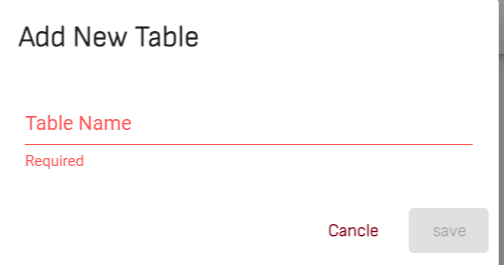 Add New Table
Table Name
Required
Cancle save